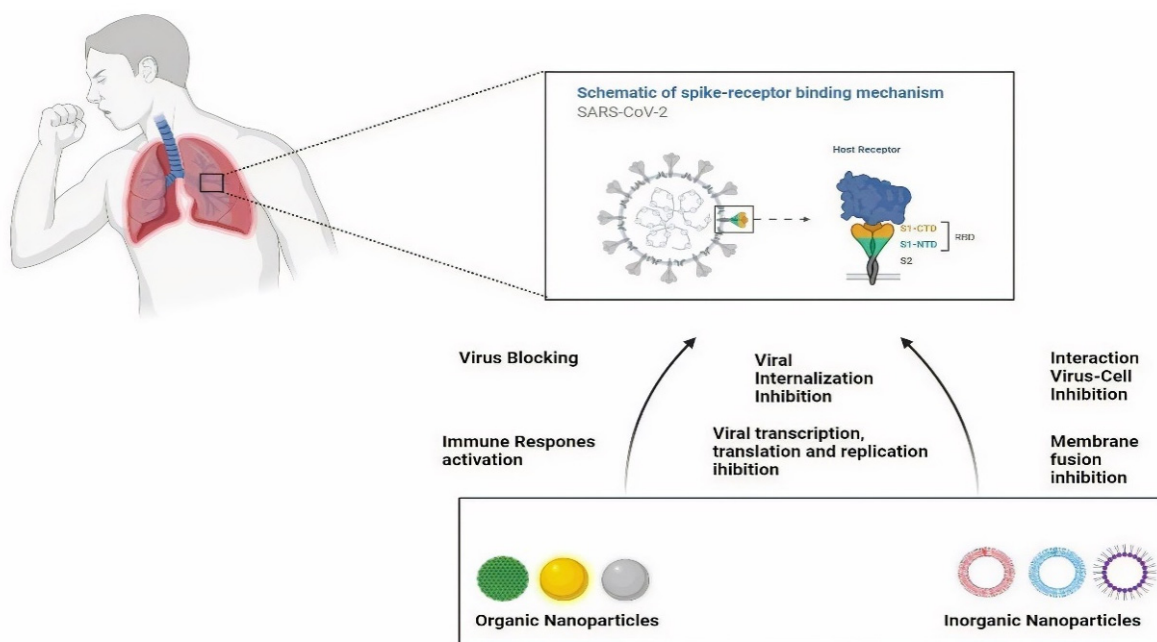 Schematic of spike-receptor binding mechanism
SARS-CoV-2
Host Receptor
S1-CTD
S1-NTD
RBD
S2
Virus Blocking
Viral
Internalization
Inhibition
Interaction
Virus-Cell
Inhibition
Immune Respones
activation
Viral transcription,
translation and replication
ihibition
Membrane
fusion
inhibition
Organic Nanoparticles
Inorganic Nanoparticles